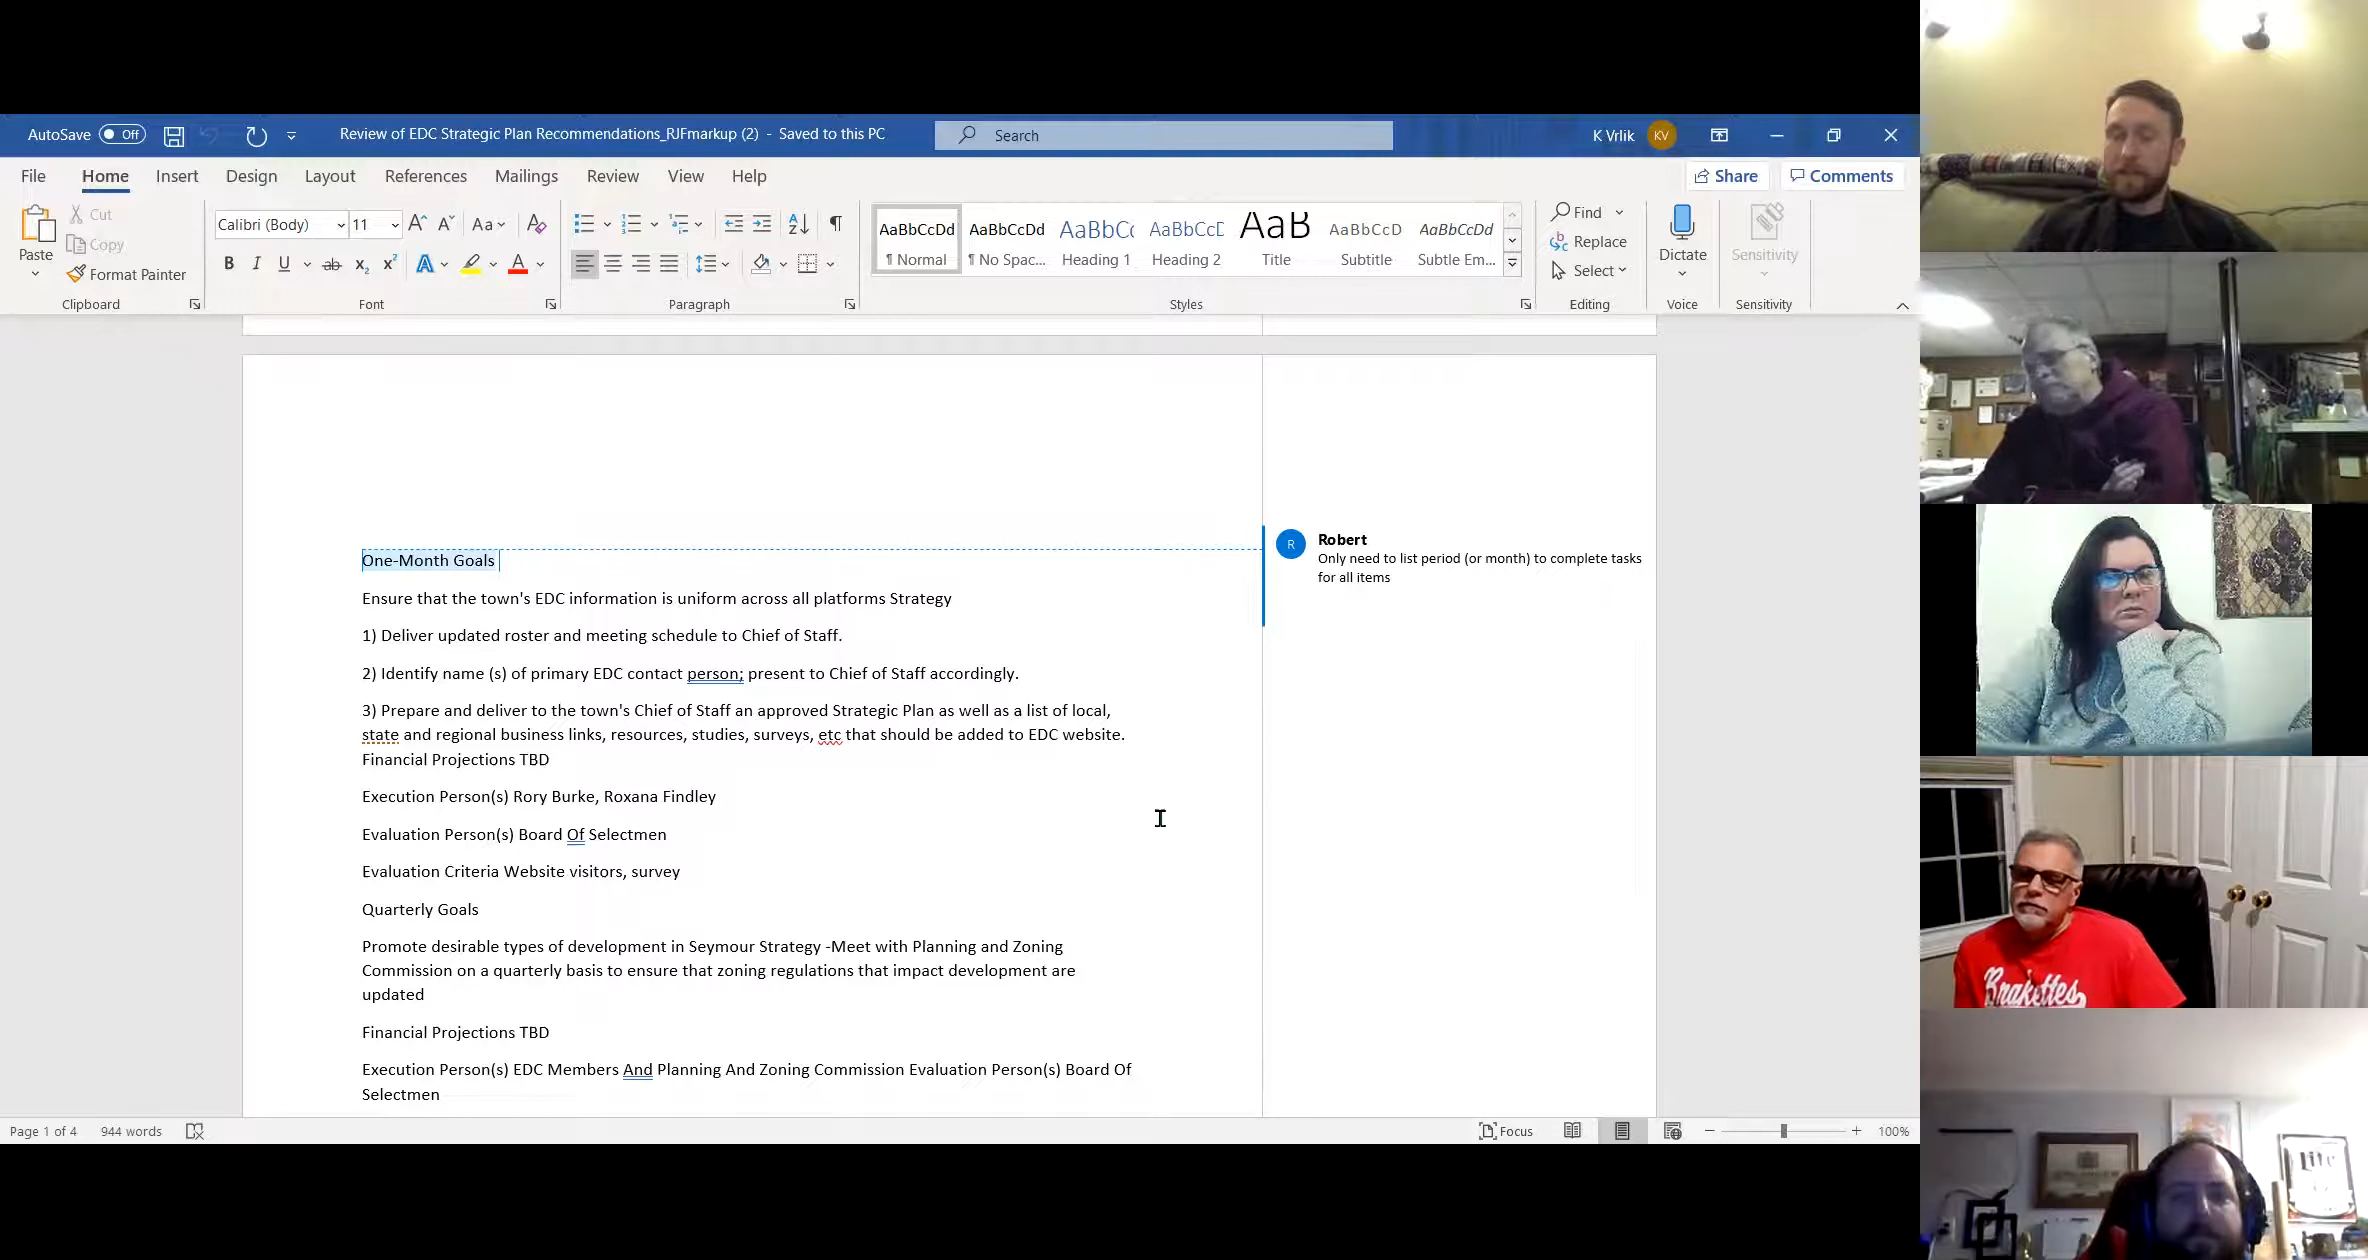 AutoSave Off Review of EDC Strategic Plan Recommendations_RJFmarkup (2) - Saved to this PC Search K Vrlik KV
File Home Insert Design Layout References Mailings Review View Help Share Comments
Paste Cut Copy Format Painter
Clipboard
Calibri (Body) 11
Font
Paragraph
AaBbCcDd AaBbCcDd AaBbCc AaBbCcD AaB AaBbCcD AaBbCcDd
¶ Normal ¶ No Spac... Heading 1 Heading 2 Title Subtitle Subtle Em...
Styles
Find
Replace
Select
Editing
Dictate
Voice
Sensitivity
Sensitivity
One-Month Goals
Ensure that the town's EDC information is uniform across all platforms Strategy
1) Deliver updated roster and meeting schedule to Chief of Staff.
2) Identify name (s) of primary EDC contact person; present to Chief of Staff accordingly.
3) Prepare and deliver to the town's Chief of Staff an approved Strategic Plan as well as a list of local,
state and regional business links, resources, studies, surveys, etc that should be added to EDC website.
Financial Projections TBD
Execution Person(s) Rory Burke, Roxana Findley
Evaluation Person(s) Board Of Selectmen
Evaluation Criteria Website visitors, survey
Quarterly Goals
Promote desirable types of development in Seymour Strategy -Meet with Planning and Zoning
Commission on a quarterly basis to ensure that zoning regulations that impact development are
updated
Financial Projections TBD
Execution Person(s) EDC Members And Planning And Zoning Commission Evaluation Person(s) Board Of
Selectmen
R Robert
Only need to list period (or month) to complete tasks
for all items
Page 1 of 4 944 words Focus 100%
Brakettes
Lite